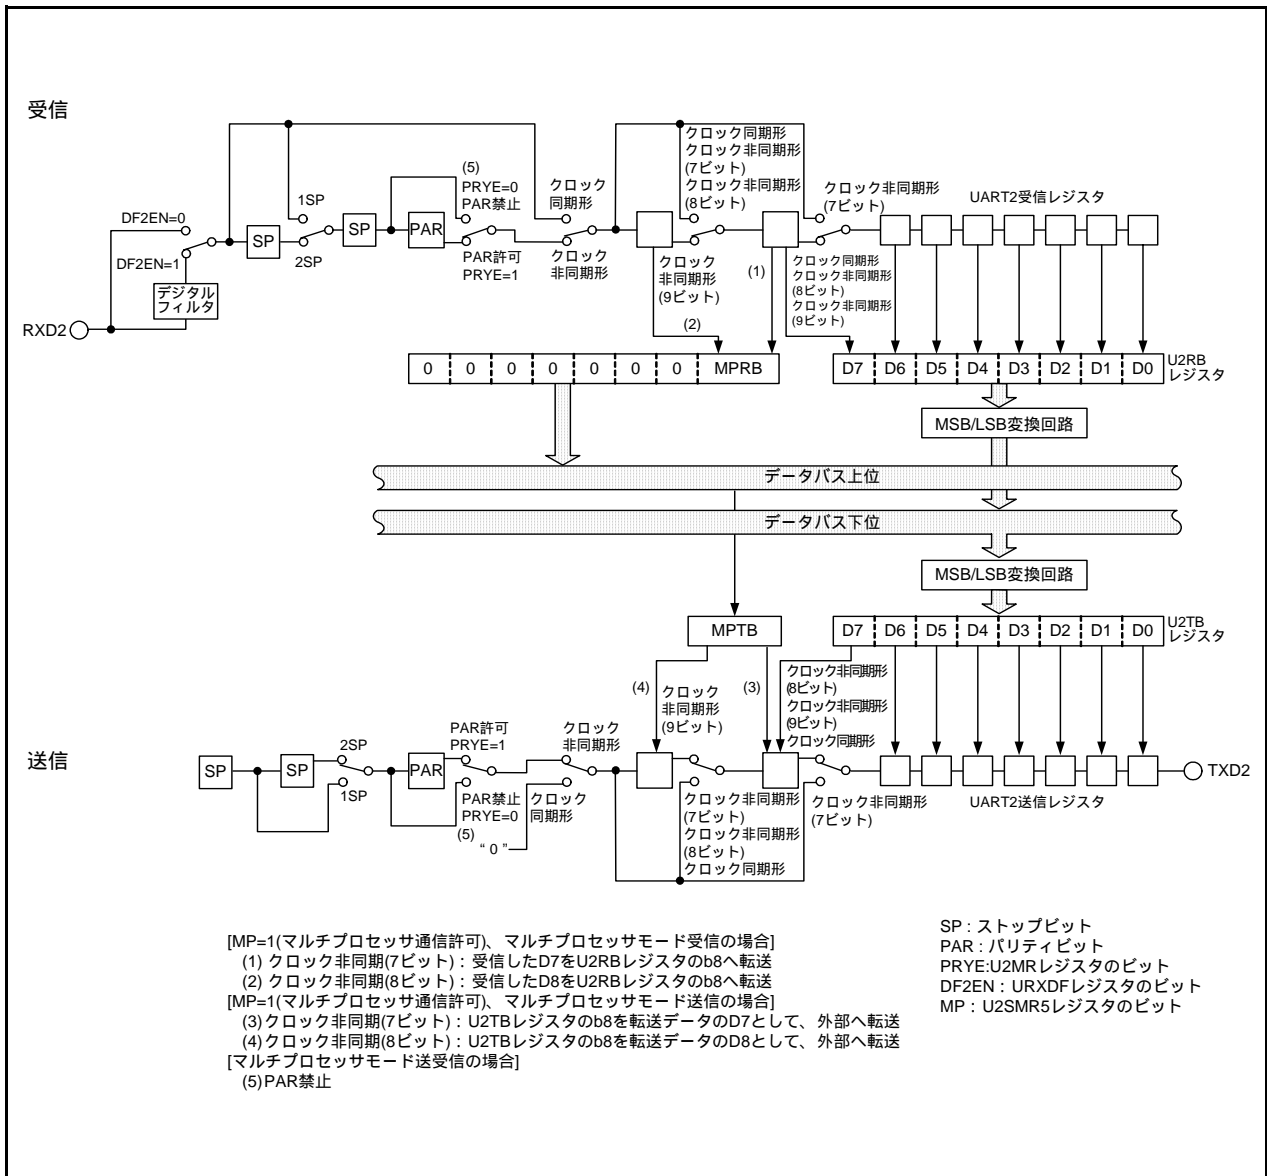 受信
RXD2
DF2EN=0
DF2EN=1
デジタル
フィルタ
SP
1SP
2SP
SP
PAR
(5)
PRYE=0
PAR禁止
PAR許可
PRYE=1
クロック
同期形
クロック
非同期形
クロック同期形
クロック非同期形
(7ビット)
クロック非同期形
(8ビット)
クロック
非同期形
(9ビット)
(2)
(1)
クロック非同期形
(7ビット)
クロック同期形
クロック非同期形
(8ビット)
クロック非同期形
(9ビット)
UART2受信レジスタ
0 0 0 0 0 0 0 MPRB
D7 D6 D5 D4 D3 D2 D1 D0
U2RB
レジスタ
MSB/LSB変換回路
データバス上位
データバス下位
MSB/LSB変換回路
MPTB
D7 D6 D5 D4 D3 D2 D1 D0
U2TB
レジスタ
(4)
クロック
非同期形
(9ビット)
(3)
クロック非同期形
(8ビット)
クロック非同期形
(9ビット)
クロック同期形
送信
SP
SP
2SP
1SP
PAR
PAR許可
PRYE=1
PAR禁止
PRYE=0
(5)
“ 0 ”
クロック
非同期形
クロック
同期形
クロック非同期形
(7ビット)
クロック非同期形
(8ビット)
クロック同期形
クロック非同期形
(7ビット)
UART2送信レジスタ
TXD2
[MP=1(マルチプロセッサ通信許可)、マルチプロセッサモード受信の場合]
(1) クロック非同期(7ビット) : 受信したD7をU2RBレジスタのb8へ転送
(2) クロック非同期(8ビット) : 受信したD8をU2RBレジスタのb8へ転送
[MP=1(マルチプロセッサ通信許可)、マルチプロセッサモード送信の場合]
(3)クロック非同期(7ビット) : U2TBレジスタのb8を転送データのD7として、外部へ転送
(4)クロック非同期(8ビット) : U2TBレジスタのb8を転送データのD8として、外部へ転送
[マルチプロセッサモード送受信の場合]
(5)PAR禁止
SP : ストップビット
PAR : パリティビット
PRYE:U2MRレジスタのビット
DF2EN : URXDFレジスタのビット
MP : U2SMR5レジスタのビット